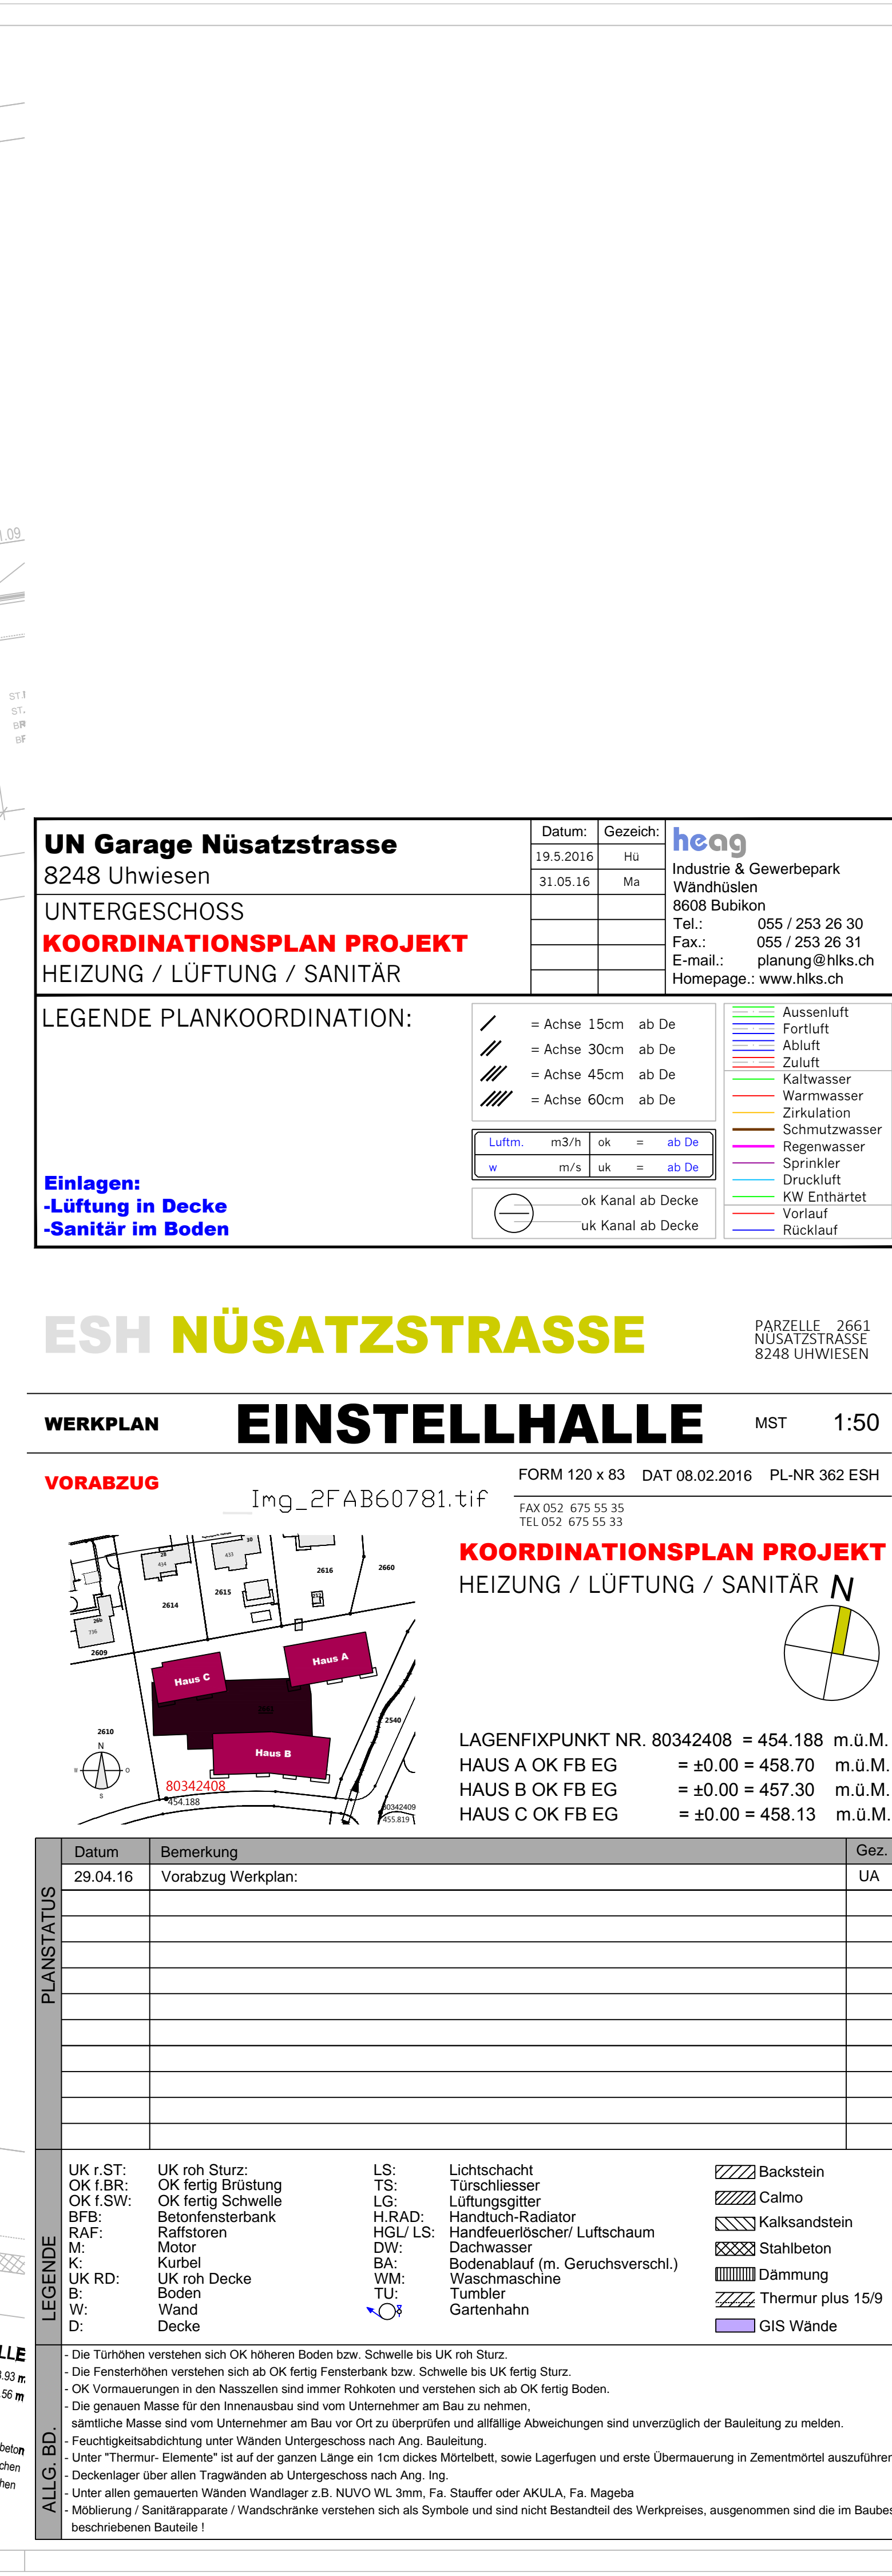 1.09
UN Garage Nüsatzstrasse
8248 Uhwiesen
UNTERGESCHOSS
KOORDINATIONSPLAN PROJEKT
HEIZUNG / LÜFTUNG / SANITÄR
Datum: Gezeich:
19.5.2016 Hü
31.05.16 Ma
heag
Industrie & Gewerbepark
Wändhüslen
8608 Bubikon
Tel.: 055 / 253 26 30
Fax.: 055 / 253 26 31
E-mail.: planung@hlks.ch
Homepage.: www.hlks.ch
LEGENDE PLANKOORDINATION:
Einlagen:
-Lüftung in Decke
-Sanitär im Boden
= Achse 15cm ab De
= Achse 30cm ab De
= Achse 45cm ab De
= Achse 60cm ab De
Luftm. m3/h ok = ab De
w m/s uk = ab De
ok Kanal ab Decke
uk Kanal ab Decke
Aussenluft
Fortluft
Abluft
Zuluft
Kaltwasser
Warmwasser
Zirkulation
Schmutzwasser
Regenwasser
Sprinkler
Druckluft
KW Enthärtet
Vorlauf
Rücklauf
ESH NÜSATZSTRASSE
PARZELLE 2661
NÜSATZSTRASSE
8248 UHWIESEN
WERKPLAN EINSTELLHALLE MST 1:50
VORABZUG
Img_2FAB60781.tif
FORM 120 x 83 DAT 08.02.2016 PL-NR 362 ESH
FAX 052 675 55 35
TEL 052 675 55 33
KOORDINATIONSPLAN PROJEKT
HEIZUNG / LÜFTUNG / SANITÄR N
28
434
30
433
2616
2660
2615
2614
26b
736
2609
Haus A
Haus C
2540
2610
Haus B
N
O
S
80342408
454.188
80342409
455.819
LAGENFIXPUNKT NR. 80342408 = 454.188 m.ü.M.
HAUS A OK FB EG = ±0.00 = 458.70 m.ü.M.
HAUS B OK FB EG = ±0.00 = 457.30 m.ü.M.
HAUS C OK FB EG = ±0.00 = 458.13 m.ü.M.
PLANSTATUS
Datum Bemerkung Gez.
29.04.16 Vorabzug Werkplan: UA
LEGENDE
UK r.ST: UK roh Sturz:
OK f.BR: OK fertig Brüstung
OK f.SW: OK fertig Schwelle
BFB: Betonfensterbank
RAF: Raffstoren
M: Motor
K: Kurbel
UK RD: UK roh Decke
B: Boden
W: Wand
D: Decke
LS: Lichtschacht
TS: Türschliesser
LG: Lüftungsgitter
H.RAD: Handtuch-Radiator
HGL/ LS: Handfeuerlöscher/ Luftschaum
DW: Dachwasser
BA: Bodenablauf (m. Geruchsverschl.)
WM: Waschmaschine
TU: Tumbler
Gartenhahn
Backstein
Calmo
Kalksandstein
Stahlbeton
Dämmung
Thermur plus 15/9
GIS Wände
ALLG. BD.
- Die Türhöhen verstehen sich OK höheren Boden bzw. Schwelle bis UK roh Sturz.
- Die Fensterhöhen verstehen sich ab OK fertig Fensterbank bzw. Schwelle bis UK fertig Sturz.
- OK Vormauerungen in den Nasszellen sind immer Rohkoten und verstehen sich ab OK fertig Boden.
- Die genauen Masse für den Innenausbau sind vom Unternehmer am Bau zu nehmen,
sämtliche Masse sind vom Unternehmer am Bau vor Ort zu überprüfen und allfällige Abweichungen sind unverzüglich der Bauleitung zu melden.
- Feuchtigkeitsabdichtung unter Wänden Untergeschoss nach Ang. Bauleitung.
- Unter "Thermur- Elemente" ist auf der ganzen Länge ein 1cm dickes Mörtelbett, sowie Lagerfugen und erste Übermauerung in Zementmörtel auszuführen
- Deckenlager über allen Tragwänden ab Untergeschoss nach Ang. Ing.
- Unter allen gemauerten Wänden Wandlager z.B. NUVO WL 3mm, Fa. Stauffer oder AKULA, Fa. Mageba
- Möblierung / Sanitärapparate / Wandschränke verstehen sich als Symbole und sind nicht Bestandteil des Werkpreises, ausgenommen sind die im Baubes
beschriebenen Bauteile !